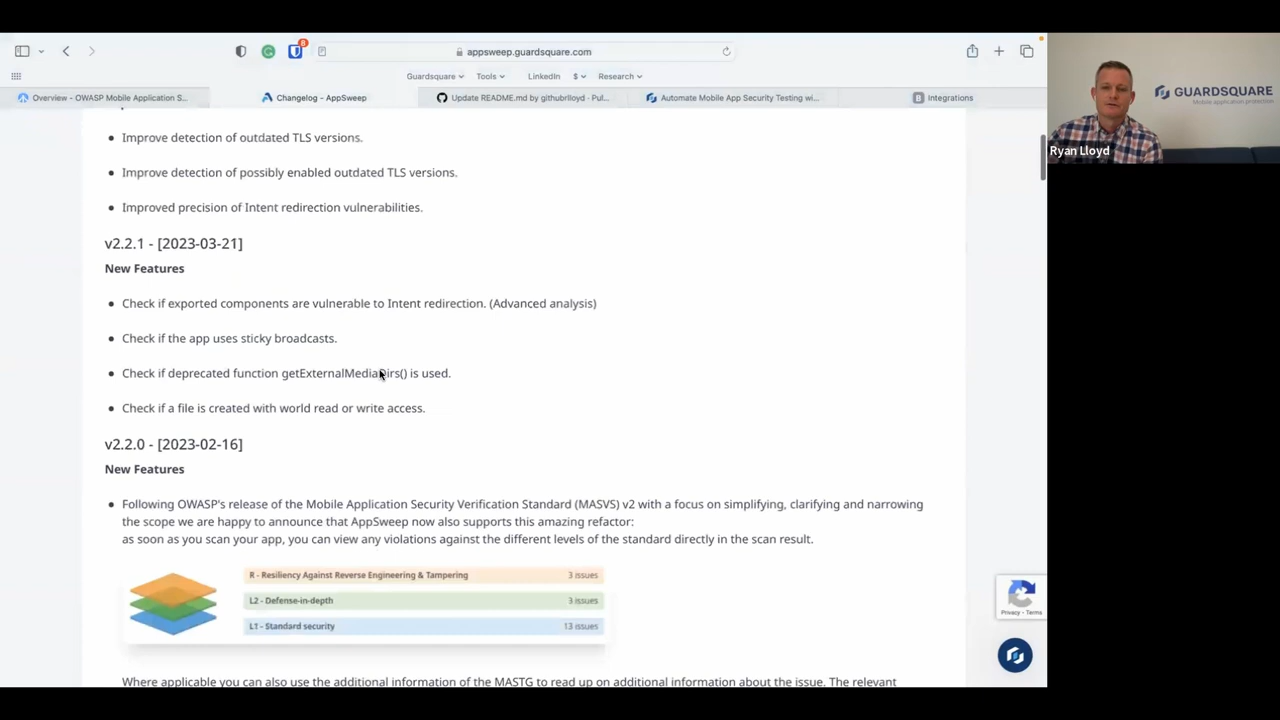 8
appsweep.guardsquare.com
Guardsquare
Tools
LinkedIn
$
Research
Overview - OWASP Mobile Application S...
Changelog – AppSweep
Update README.md by githubrlloyd · Pul...
Automate Mobile App Security Testing wi...
B Integrations
GUARDSQUARE
Mobile application protection
Ryan Lloyd
• Improve detection of outdated TLS versions.
• Improve detection of possibly enabled outdated TLS versions.
• Improved precision of Intent redirection vulnerabilities.
v2.2.1 - [2023-03-21]
New Features
• Check if exported components are vulnerable to Intent redirection. (Advanced analysis)
• Check if the app uses sticky broadcasts.
• Check if deprecated function getExternalMediaDirs() is used.
• Check if a file is created with world read or write access.
v2.2.0 - [2023-02-16]
New Features
• Following OWASP's release of the Mobile Application Security Verification Standard (MASVS) v2 with a focus on simplifying, clarifying and narrowing
the scope we are happy to announce that AppSweep now also supports this amazing refactor:
as soon as you scan your app, you can view any violations against the different levels of the standard directly in the scan result.
R - Resiliency Against Reverse Engineering & Tampering 3 issues
L2 - Defense-in-depth 3 issues
L1 - Standard security 13 issues
Privacy - Terms
Where applicable you can also use the additional information of the MASTG to read up on additional information about the issue. The relevant